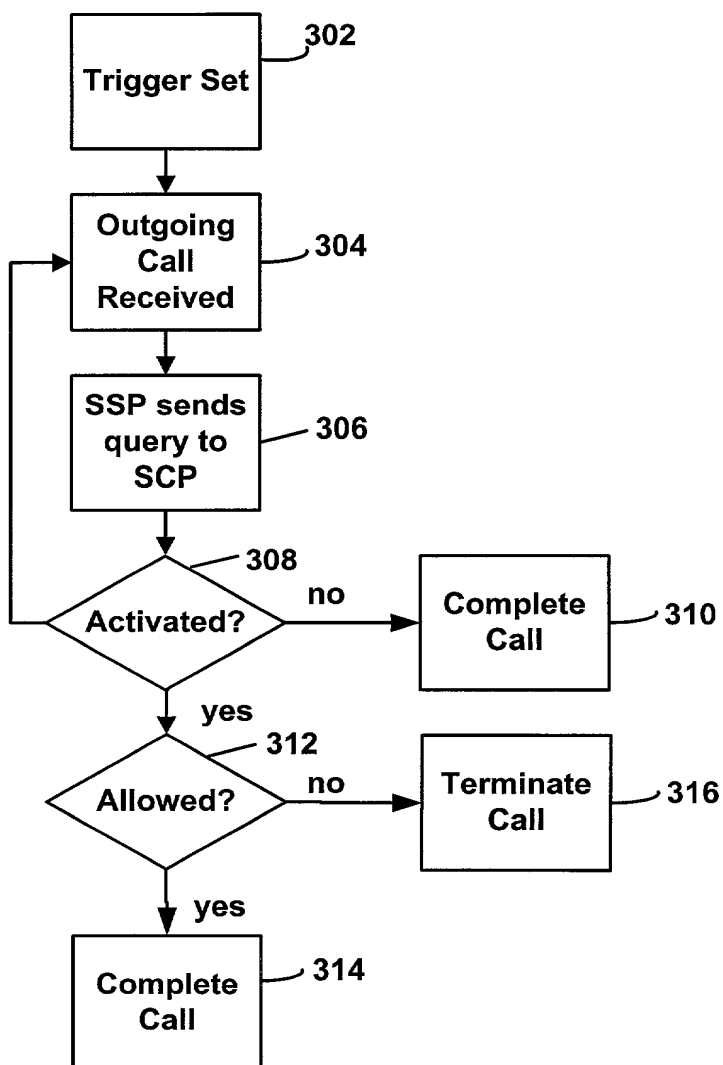 302
Trigger Set
Outgoing
Call
Received
304
SSP sends
query to
SCP
306
308
Activated?
no
Complete
Call
310
yes
312
Allowed?
no
Terminate
Call
316
yes
Complete
Call
314